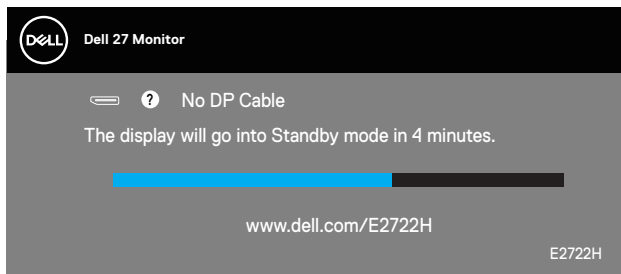 DELL
Dell 27 Monitor
? No DP Cable
The display will go into Standby mode in 4 minutes.
www.dell.com/E2722H
E2722H